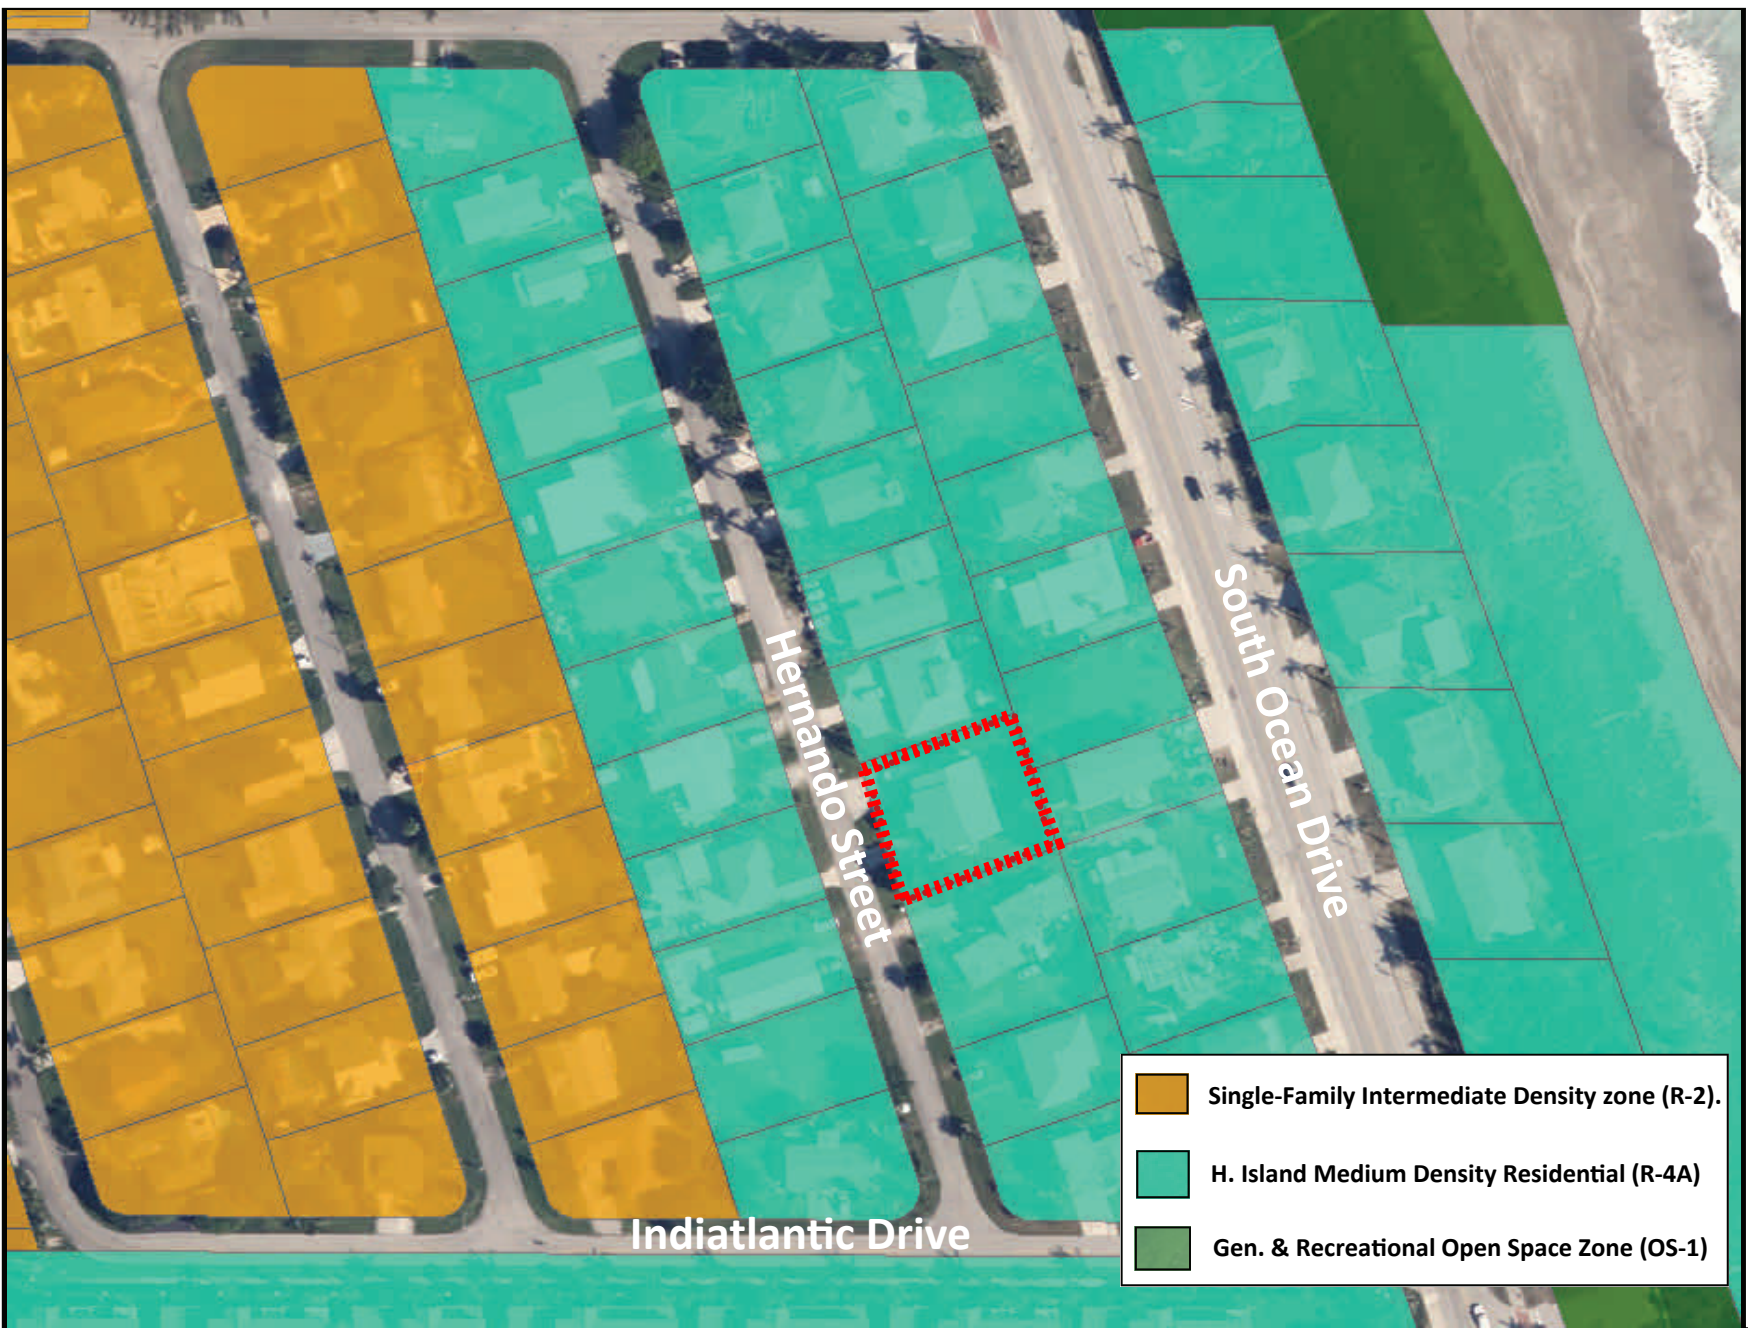 Hernando Street
South Ocean Drive
Indiatlantic Drive
Single-Family Intermediate Density zone (R-2).
H. Island Medium Density Residential (R-4A)
Gen. & Recreational Open Space Zone (OS-1)